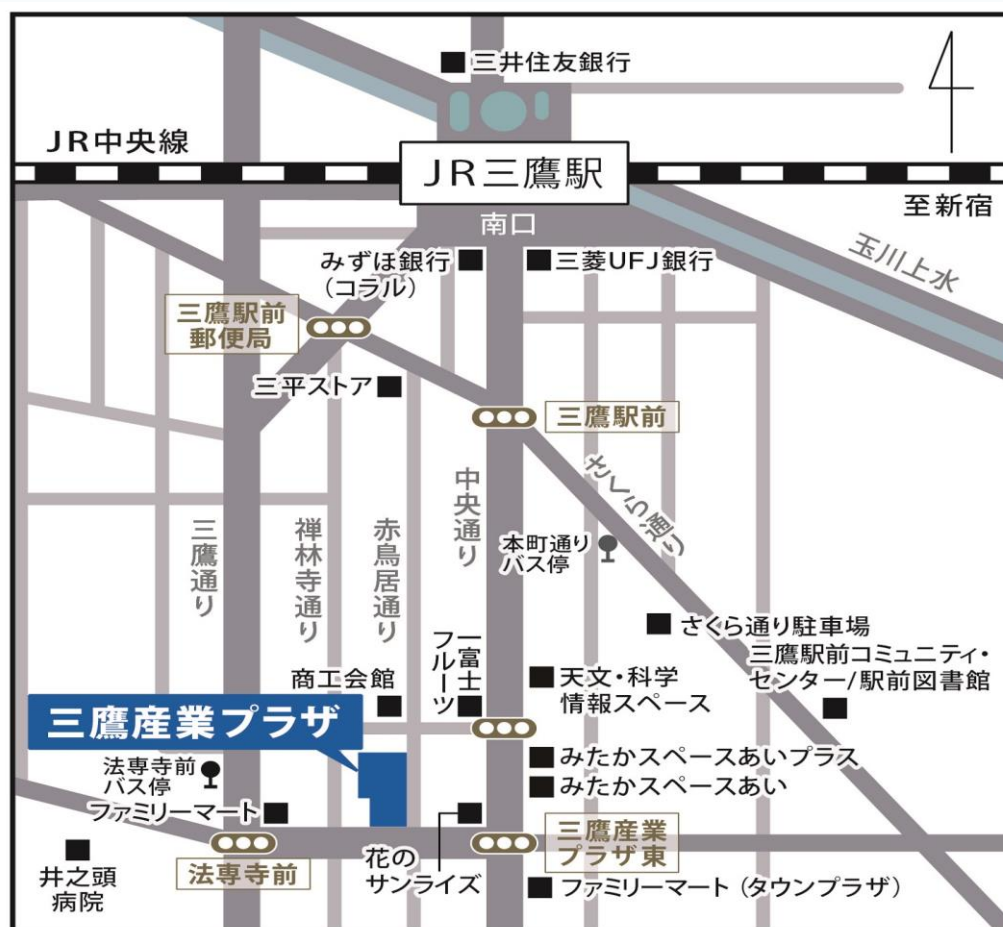 三井住友銀行
JR中央線
JR三鷹駅
至新宿
南口
玉川上水
みずほ銀行
(コラル)
三菱UFJ銀行
三鷹駅前
郵便局
三平ストア
三鷹駅前
さくら通り
中央通り
三鷹通り
禅林寺通り
赤鳥居通り
本町通り
バス停
さくら通り駐車場
三鷹駅前コミュニティ・
センター/駅前図書館
一富士
フルーツ
天文・科学
情報スペース
商工会館
三鷹産業プラザ
みたかスペースあいプラス
みたかスペースあい
法専寺前
バス停
ファミリーマート
三鷹産業
プラザ東
法専寺前
花の
サンライズ
井之頭
病院
ファミリーマート(タウンプラザ)